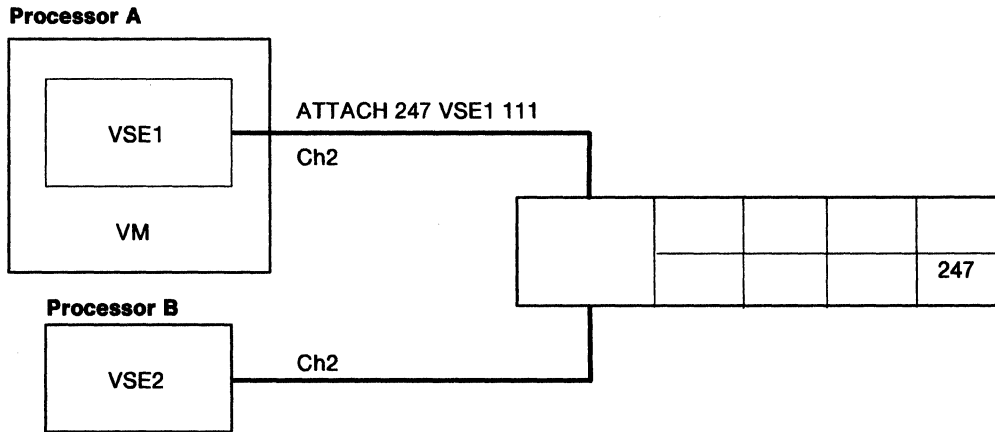 Processor A
ATTACH 247 VSE1 111
VSE1
Ch2
VM
247
Processor B
Ch2
VSE2